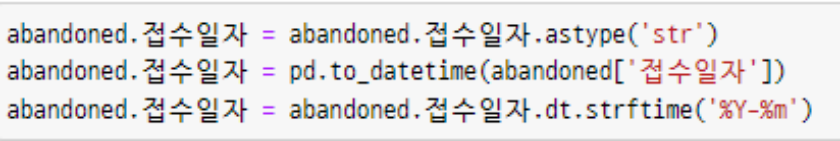 abandoned.접수일자 = abandoned.접수일자.astype('str')
abandoned.접수일자 = pd.to_datetime(abandoned['접수일자'])
abandoned.접수일자 = abandoned.접수일자.dt.strftime('%Y-%m')